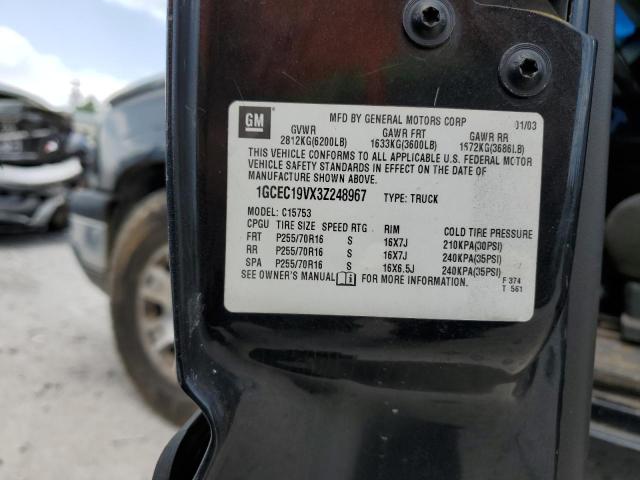 GM
MFD BY GENERAL MOTORS CORP 01/03
GVWR GAWR FRT GAWR RR
2812KG(6200LB) 1633KG(3600LB) 1672KG(3686LB)
THIS VEHICLE CONFORMS TO ALL APPLICABLE U.S. FEDERAL MOTOR
VEHICLE SAFETY STANDARDS IN EFFECT ON THE DATE OF
MANUFACTURE SHOWN ABOVE.
1GCEC19VX3Z248967 TYPE: TRUCK
MODEL: C15753
CPGU TIRE SIZE SPEED RTG RIM COLD TIRE PRESSURE
FRT P255/70R16 S 16X7J 210KPA(30PSI)
RR P255/70R16 S 16X7J 240KPA(35PSI)
SPA P255/70R16 S 16X6.5J 240KPA(35PSI)
SEE OWNER'S MANUAL FOR MORE INFORMATION.
F 374
T 561